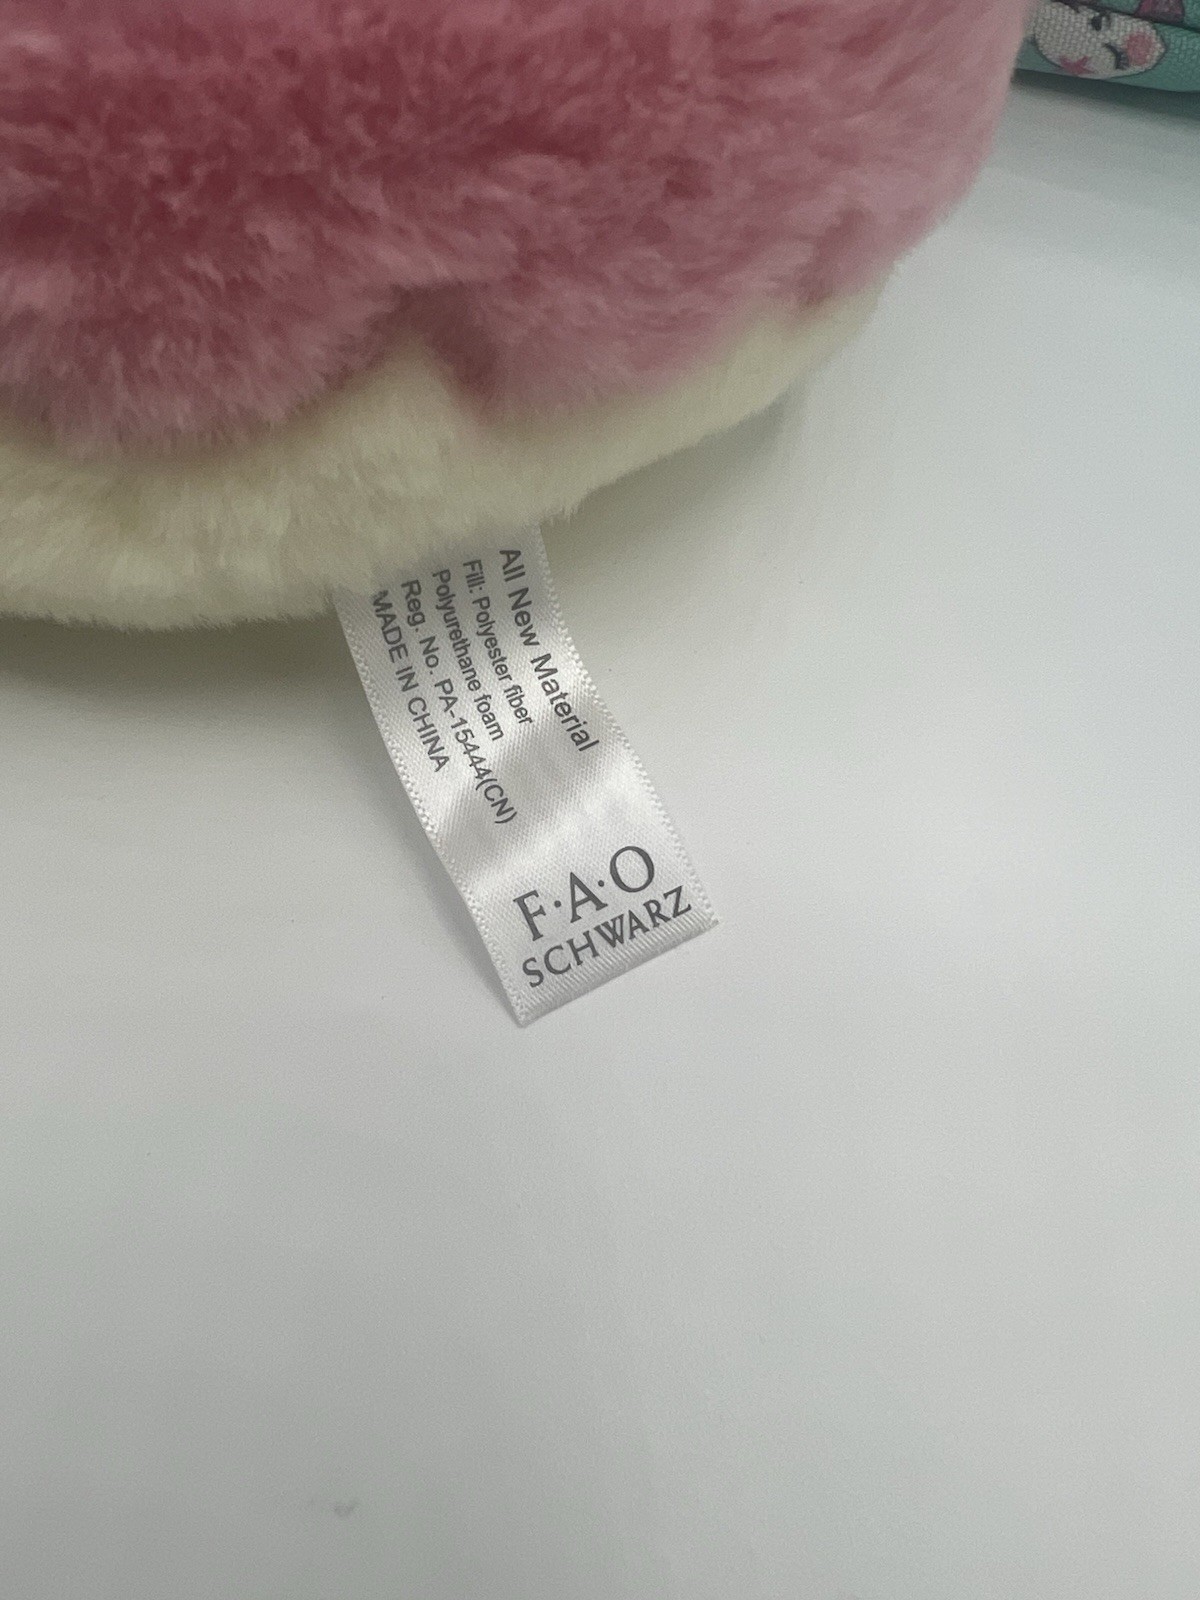 All New Material
Fill: Polyester fiber
Polyurethane foam
Reg. No. PA-15444(CN)
MADE IN CHINA
F·A·O
SCHWARZ